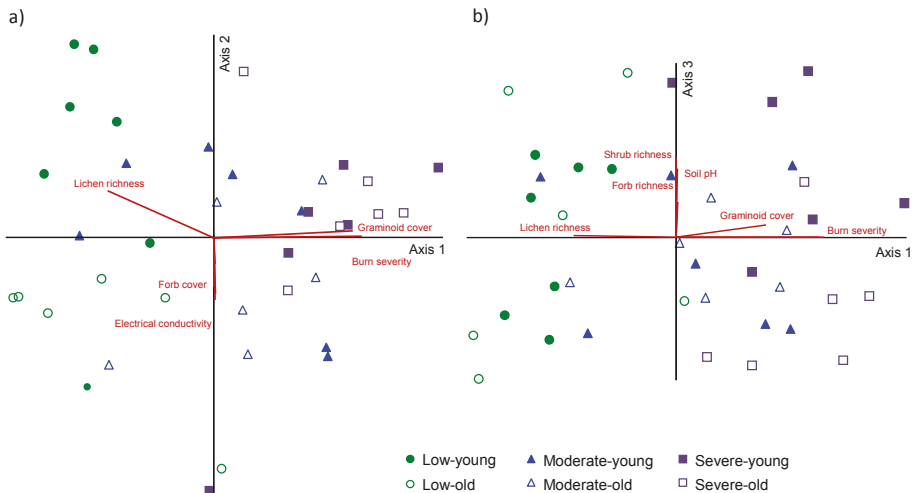 a)
Axis 2
Lichen richness
Graminoid cover
Axis 1
Burn severity
Forb cover
Electrical conductivity
b)
Axis 3
Shrub richness
Soil pH
Forb richness
Graminoid cover
Lichen richness
Burn severity
Axis 1
Low-young
Moderate-young
Severe-young
Low-old
Moderate-old
Severe-old